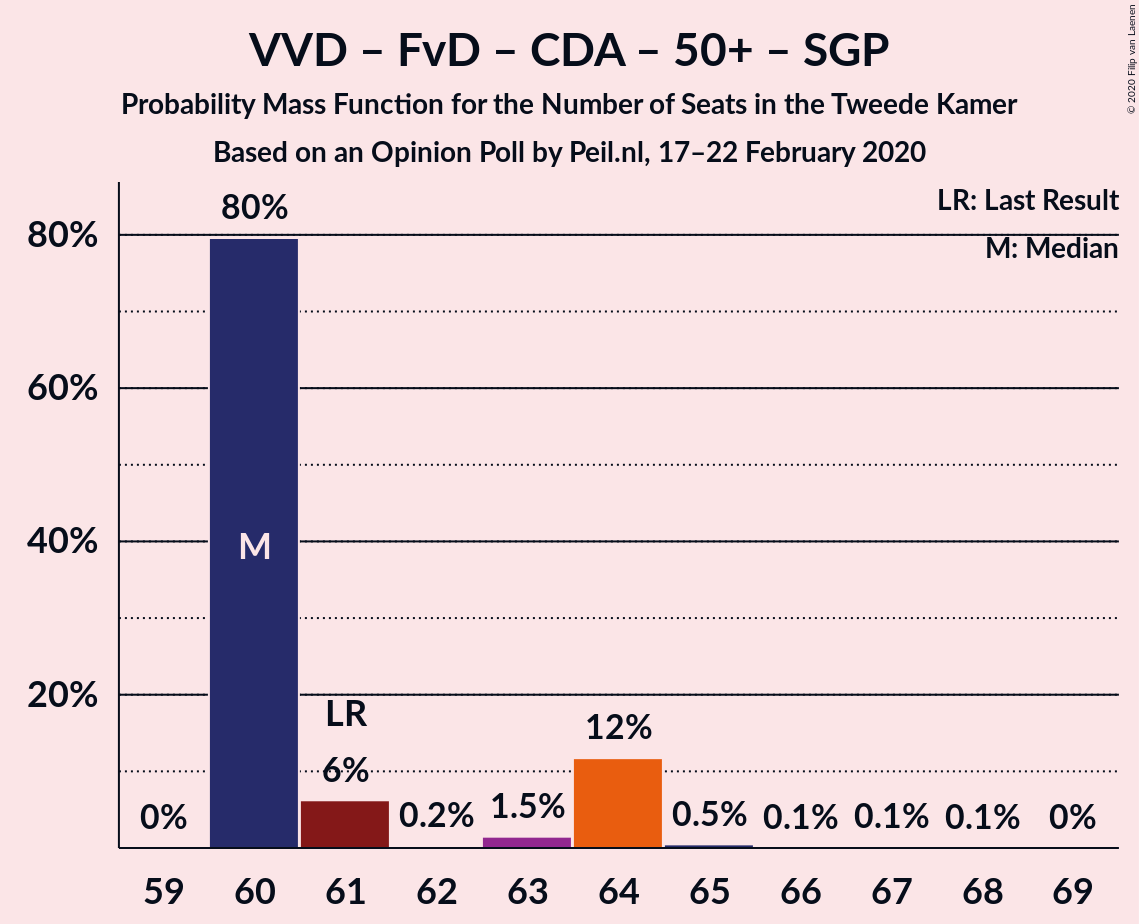 VVD – FvD – CDA – 50+ – SGP
Probability Mass Function for the Number of Seats in the Tweede Kamer
Based on an Opinion Poll by Peil.nl, 17–22 February 2020
© 2020 Filip van Laenen
LR: Last Result
M: Median
80%
60%
40%
20%
0%
80%
M
LR
6%
0.2%
1.5%
12%
0.5%
0.1%
0.1%
0.1%
0%
59 60 61 62 63 64 65 66 67 68 69